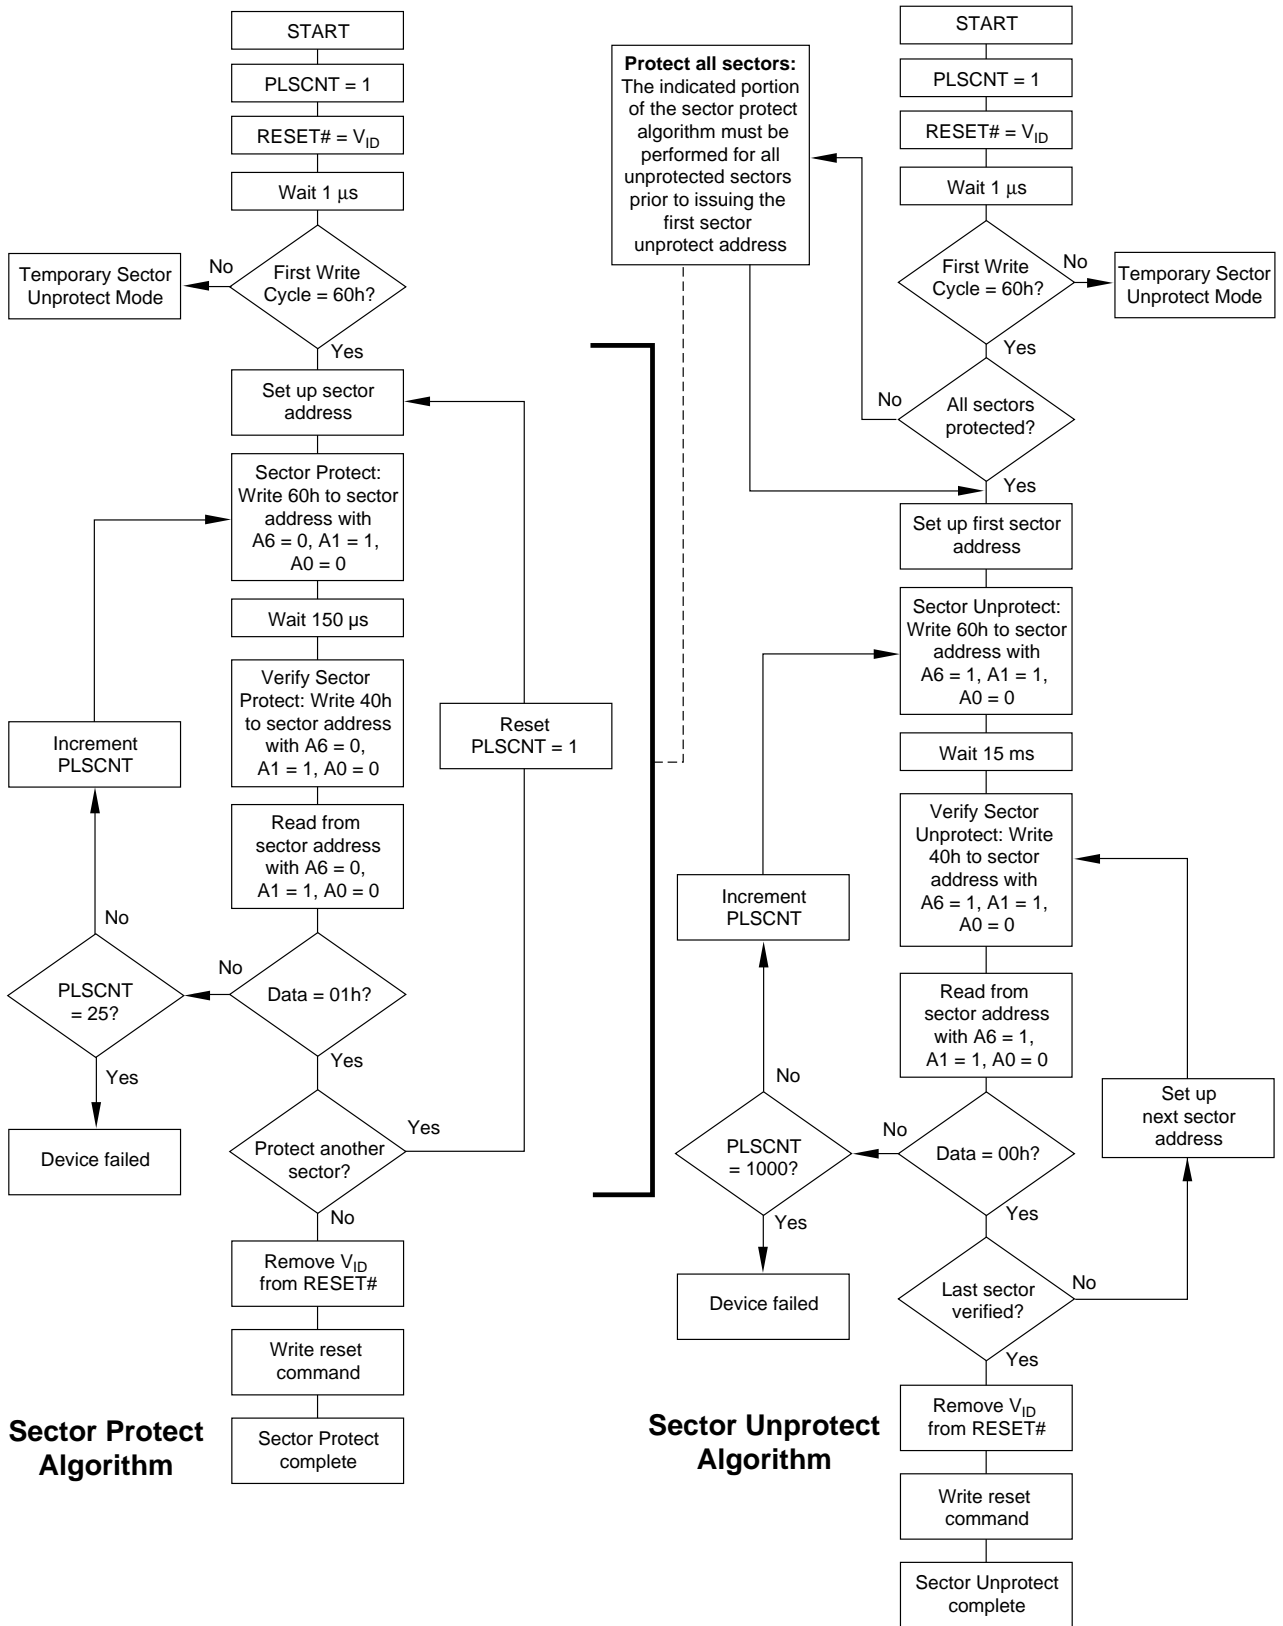 START
PLSCNT = 1
RESET# = VID
Wait 1 μs
First Write
Cycle = 60h?
No
Temporary Sector
Unprotect Mode
Yes
Set up sector
address
Sector Protect:
Write 60h to sector
address with
A6 = 0, A1 = 1,
A0 = 0
Wait 150 µs
Verify Sector
Protect: Write 40h
to sector address
with A6 = 0,
A1 = 1, A0 = 0
Increment
PLSCNT
Reset
PLSCNT = 1
Read from
sector address
with A6 = 0,
A1 = 1, A0 = 0
No
PLSCNT
= 25?
No
Data = 01h?
Yes
Yes
Device failed
Protect another
sector?
Yes
No
Remove VID
from RESET#
Write reset
command
Sector Protect
complete
Sector Protect
Algorithm
Protect all sectors:
The indicated portion
of the sector protect
algorithm must be
performed for all
unprotected sectors
prior to issuing the
first sector
unprotect address
START
PLSCNT = 1
RESET# = VID
Wait 1 μs
First Write
Cycle = 60h?
No
Temporary Sector
Unprotect Mode
Yes
No
All sectors
protected?
Yes
Set up first sector
address
Sector Unprotect:
Write 60h to sector
address with
A6 = 1, A1 = 1,
A0 = 0
Wait 15 ms
Verify Sector
Unprotect: Write
40h to sector
address with
A6 = 1, A1 = 1,
A0 = 0
Increment
PLSCNT
Read from
sector address
with A6 = 1,
A1 = 1, A0 = 0
No
Set up
next sector
address
PLSCNT
= 1000?
No
Data = 00h?
Yes
Yes
Device failed
Last sector
verified?
No
Yes
Remove VID
from RESET#
Write reset
command
Sector Unprotect
complete
Sector Unprotect
Algorithm